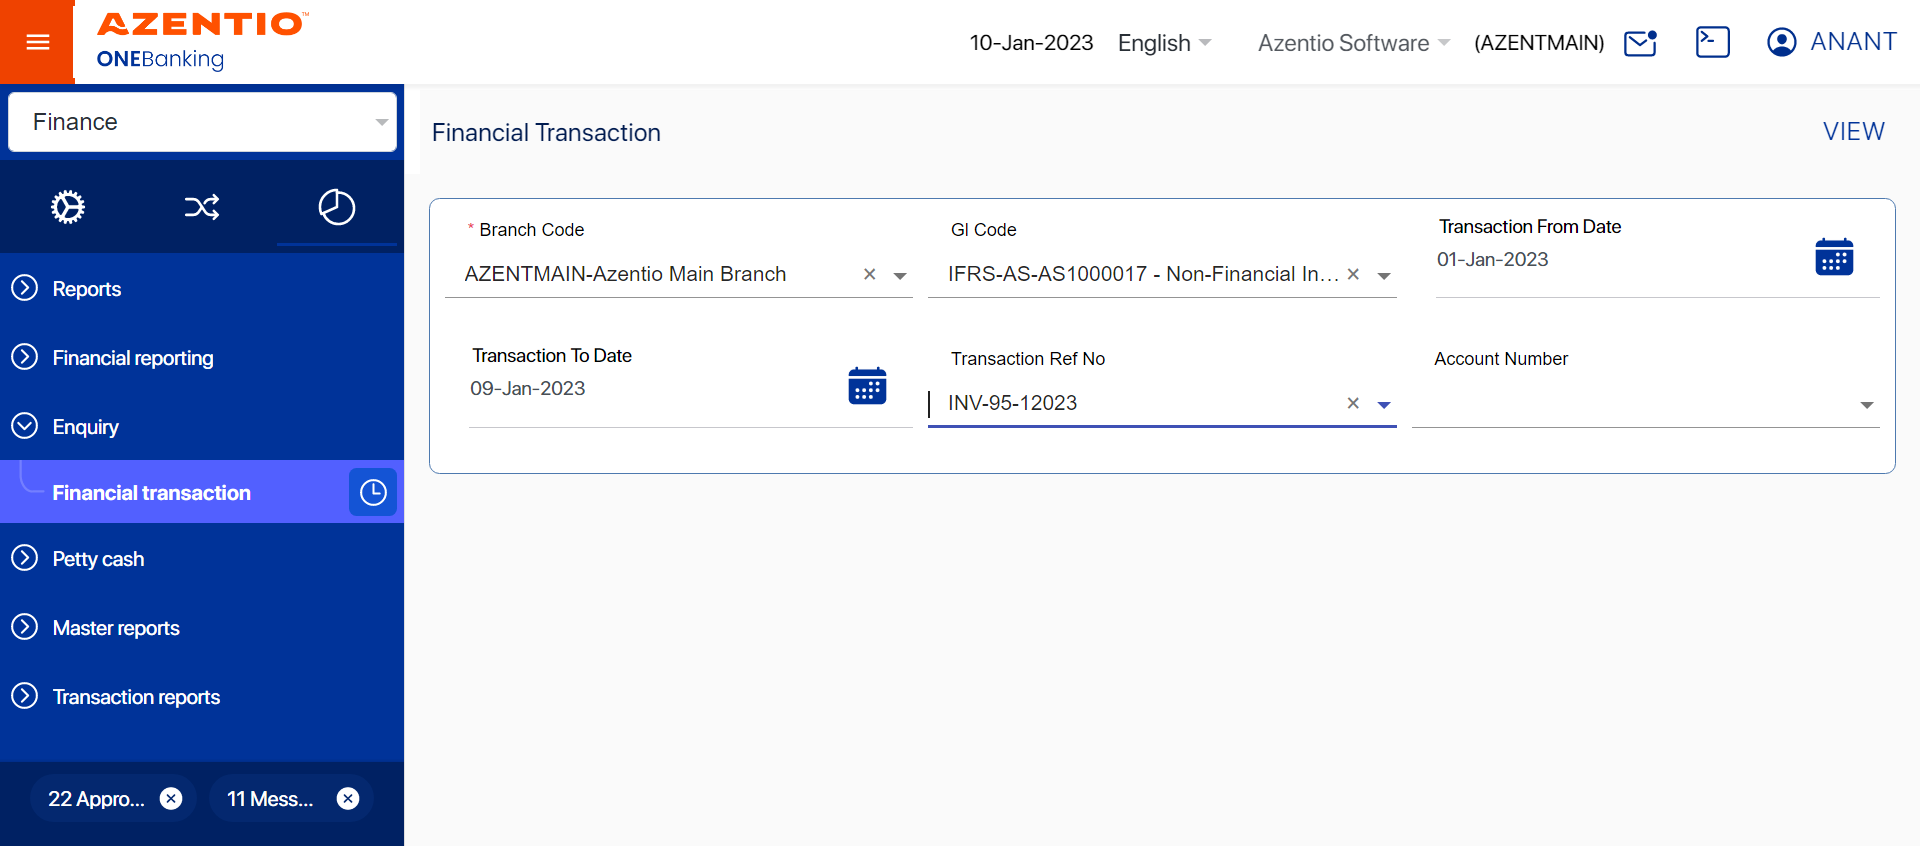 AZENTIO™
ONEBanking
10-Jan-2023 English Azentio Software (AZENTMAIN) ANANT
Finance
Reports
Financial reporting
Enquiry
Financial transaction
Petty cash
Master reports
Transaction reports
22 Appro...
11 Mess...
Financial Transaction
VIEW
* Branch Code
AZENTMAIN-Azentio Main Branch
Gl Code
IFRS-AS-AS1000017 - Non-Financial In...
Transaction From Date
01-Jan-2023
Transaction To Date
09-Jan-2023
Transaction Ref No
INV-95-12023
Account Number